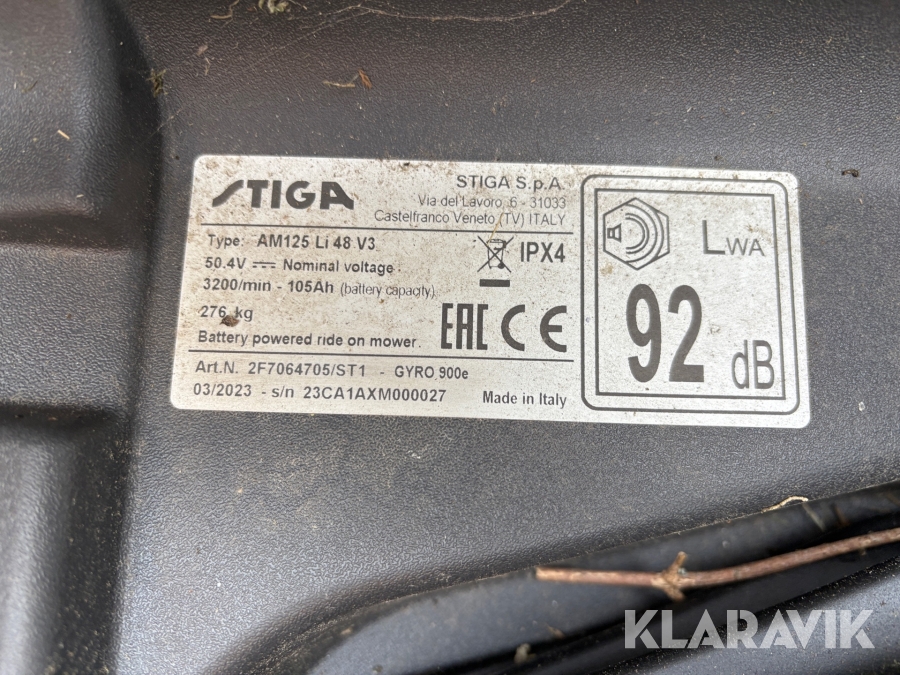 STIGA
STIGA S.p.A.
Via del Lavoro, 6 - 31033
Castelfranco Veneto (TV) ITALY
Type: AM125 Li 48 V3
50.4V Nominal voltage
3200/min - 105Ah (battery capacity)
276 kg
Battery powered ride on mower
IPX4
EAC CE
Art.N. 2F7064705/ST1 - GYRO 900e
03/2023 - s/n 23CA1AXM000027
Made in Italy
LWA
92
dB
KLARAVIK